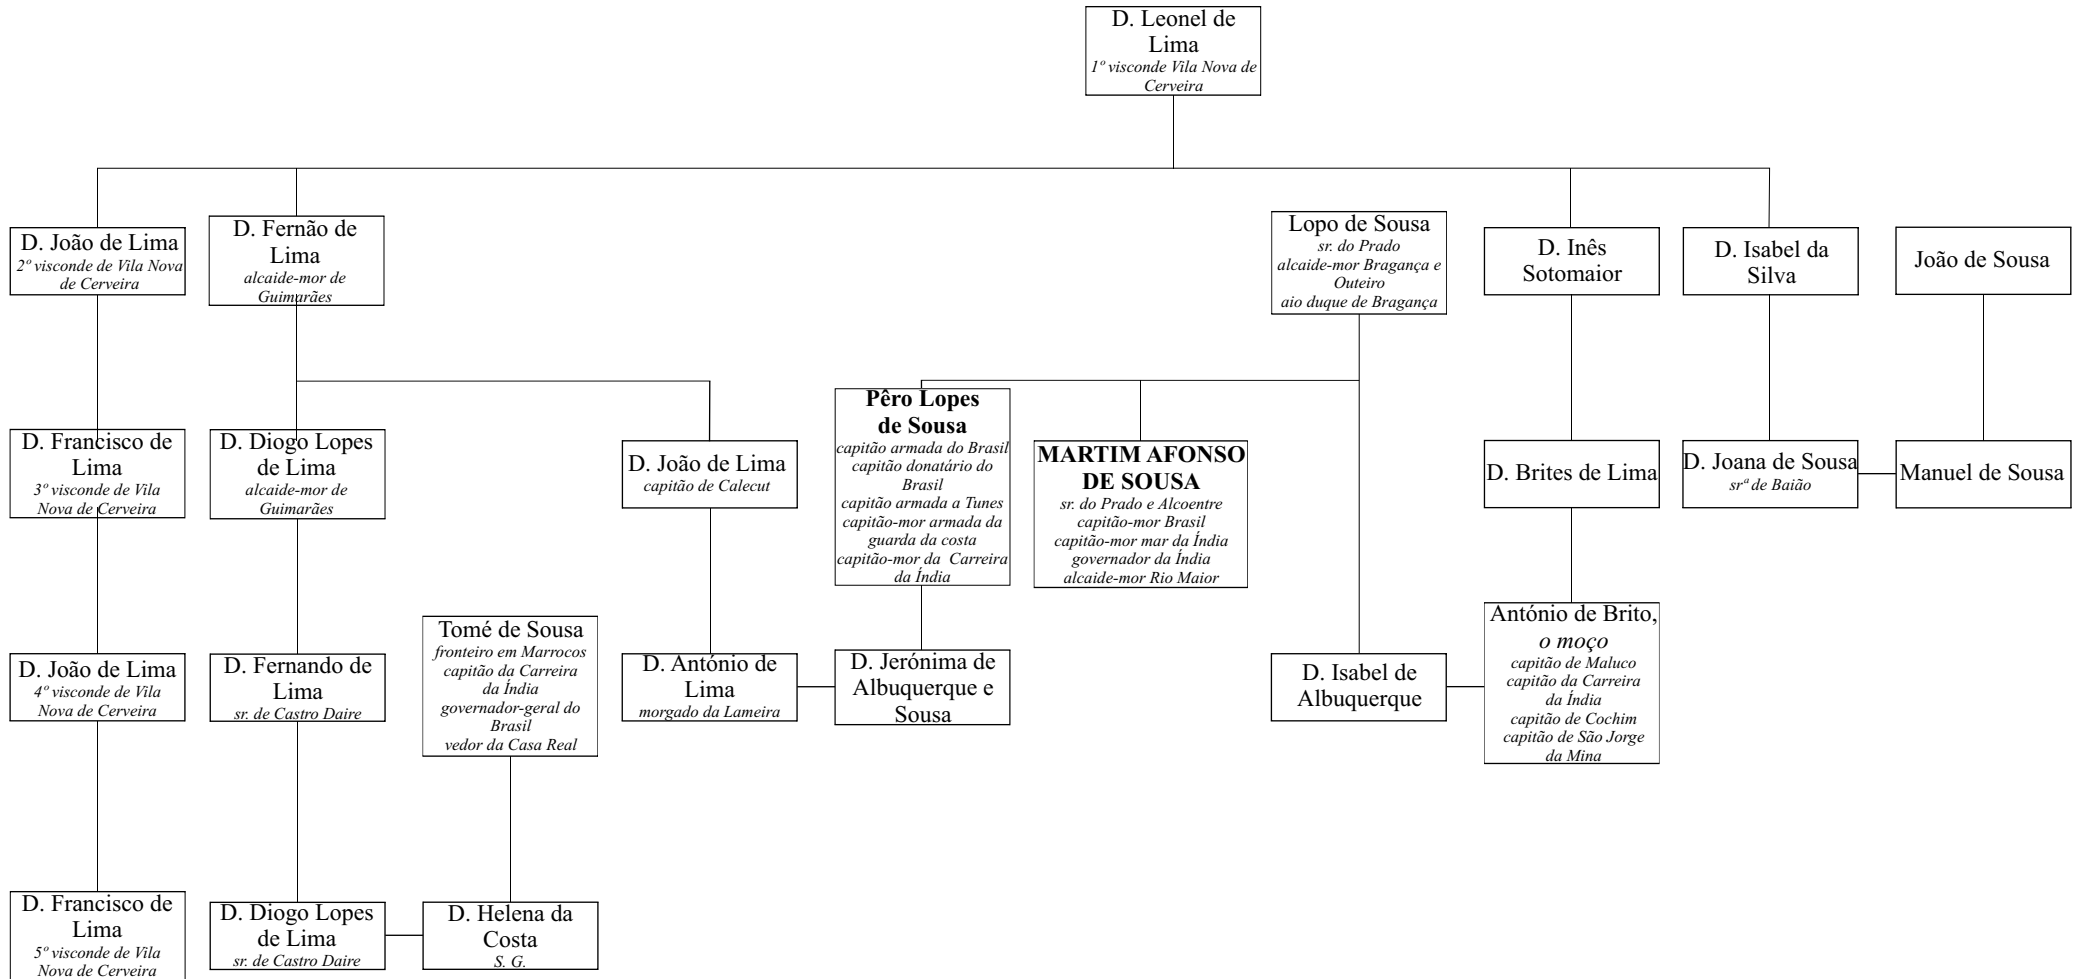 D. Leonel de
Lima
1º visconde Vila Nova de
Cerveira
D. João de Lima
2º visconde de Vila Nova
de Cerveira
D. Fernão de
Lima
alcaide-mor de
Guimarães
Lopo de Sousa
sr. do Prado
alcaide-mor Bragança e
Outeiro
aio duque de Bragança
D. Inês
Sotomaior
D. Isabel da
Silva
João de Sousa
D. Francisco de
Lima
3º visconde de Vila
Nova de Cerveira
D. Diogo Lopes
de Lima
alcaide-mor de
Guimarães
D. João de Lima
capitão de Calecut
Pêro Lopes
de Sousa
capitão armada do Brasil
capitão donatário do
Brasil
capitão armada a Tunes
capitão-mor armada da
guarda da costa
capitão-mor da Carreira
da Índia
MARTIM AFONSO
DE SOUSA
sr. do Prado e Alcoentre
capitão-mor Brasil
capitão-mor mar da Índia
governador da Índia
alcaide-mor Rio Maior
D. Brites de Lima
D. Joana de Sousa
srª de Baião
Manuel de Sousa
D. João de Lima
4º visconde de Vila
Nova de Cerveira
D. Fernando de
Lima
sr. de Castro Daire
Tomé de Sousa
fronteiro em Marrocos
capitão da Carreira
da Índia
governador-geral do
Brasil
vedor da Casa Real
D. António de
Lima
morgado da Lameira
D. Jerónima de
Albuquerque e
Sousa
D. Isabel de
Albuquerque
António de Brito,
o moço
capitão de Maluco
capitão da Carreira
da Índia
capitão de Cochim
capitão de São Jorge
da Mina
D. Francisco de
Lima
5º visconde de Vila
Nova de Cerveira
D. Diogo Lopes
de Lima
sr. de Castro Daire
D. Helena da
Costa
S. G.